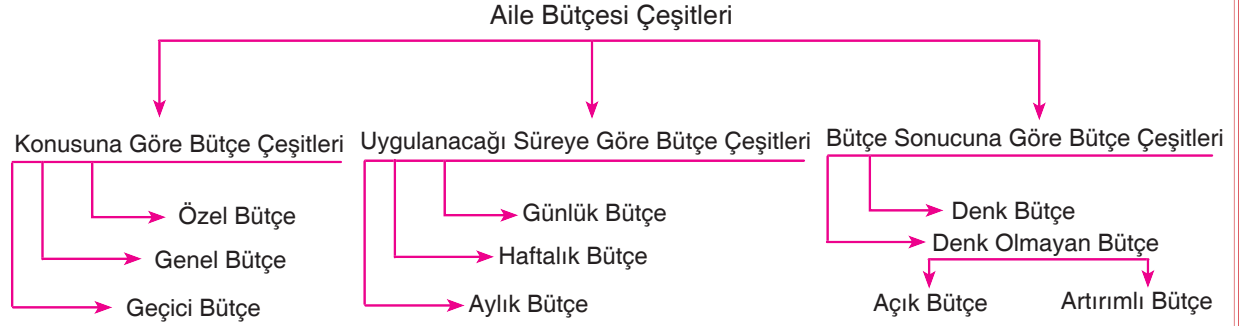 Aile Bütçesi Çeşitleri
Konusuna Göre Bütçe Çeşitleri
Özel Bütçe
Genel Bütçe
Geçici Bütçe
Uygulanacağı Süreye Göre Bütçe Çeşitleri
Günlük Bütçe
Haftalık Bütçe
Aylık Bütçe
Bütçe Sonucuna Göre Bütçe Çeşitleri
Denk Bütçe
Denk Olmayan Bütçe
Açık Bütçe
Artırımlı Bütçe